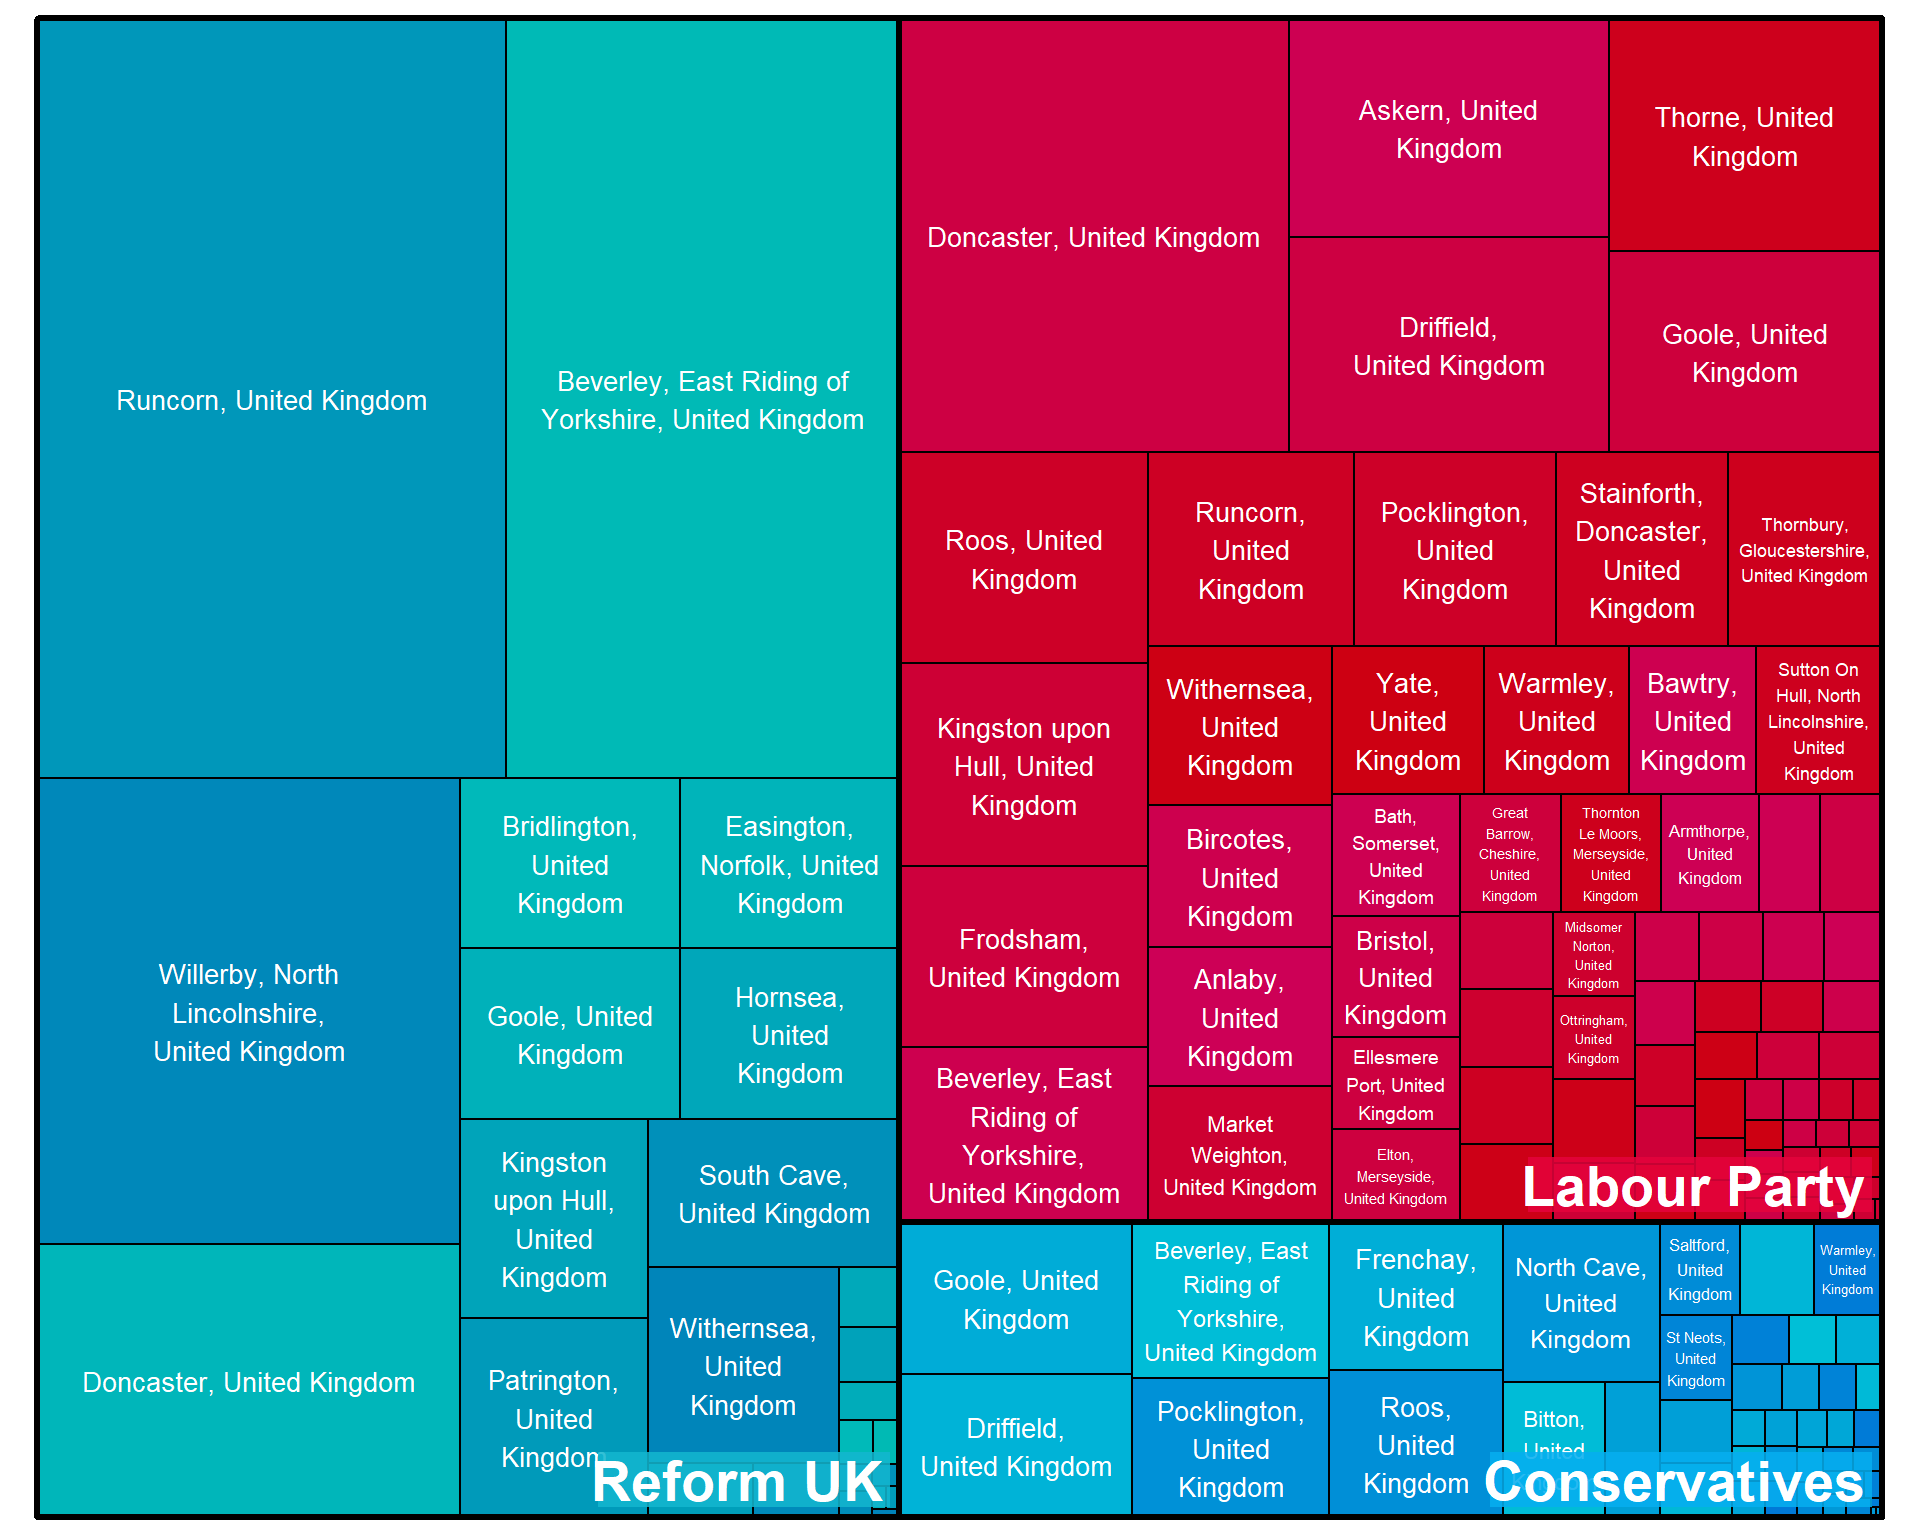 Runcorn, United Kingdom
Beverley, East Riding of
Yorkshire, United Kingdom
Willerby, North
Lincolnshire,
United Kingdom
Doncaster, United Kingdom
Bridlington,
United
Kingdom
Easington,
Norfolk, United
Kingdom
Goole, United
Kingdom
Hornsea,
United
Kingdom
Kingston
upon Hull,
United
Kingdom
South Cave,
United Kingdom
Patrington,
United
Kingdom
Withernsea,
United
Kingdom
Reform UK
Doncaster, United Kingdom
Askern, United
Kingdom
Thorne, United
Kingdom
Driffield,
United Kingdom
Goole, United
Kingdom
Roos, United
Kingdom
Runcorn,
United
Kingdom
Pocklington,
United
Kingdom
Stainforth,
Doncaster,
United
Kingdom
Thornbury,
Gloucestershire,
United Kingdom
Kingston upon
Hull, United
Kingdom
Withernsea,
United
Kingdom
Yate,
United
Kingdom
Warmley,
United
Kingdom
Bawtry,
United
Kingdom
Sutton On
Hull, North
Lincolnshire,
United
Kingdom
Frodsham,
United Kingdom
Bircotes,
United
Kingdom
Bath,
Somerset,
United
Kingdom
Great
Barrow,
Cheshire,
United
Kingdom
Thornton
Le Moors,
Merseyside,
United
Kingdom
Armthorpe,
United
Kingdom
Anlaby,
United
Kingdom
Bristol,
United
Kingdom
Midsomer
Norton,
United
Kingdom
Ottringham,
United
Kingdom
Beverley, East
Riding of
Yorkshire,
United Kingdom
Market
Weighton,
United Kingdom
Ellesmere
Port, United
Kingdom
Elton,
Merseyside,
United Kingdom
Labour Party
Goole, United
Kingdom
Beverley, East
Riding of
Yorkshire,
United Kingdom
Frenchay,
United
Kingdom
North Cave,
United
Kingdom
Saltford,
United
Kingdom
Warmley,
United
Kingdom
St Neots,
United
Kingdom
Driffield,
United Kingdom
Pocklington,
United
Kingdom
Roos,
United
Kingdom
Bitton,
United
Conservatives